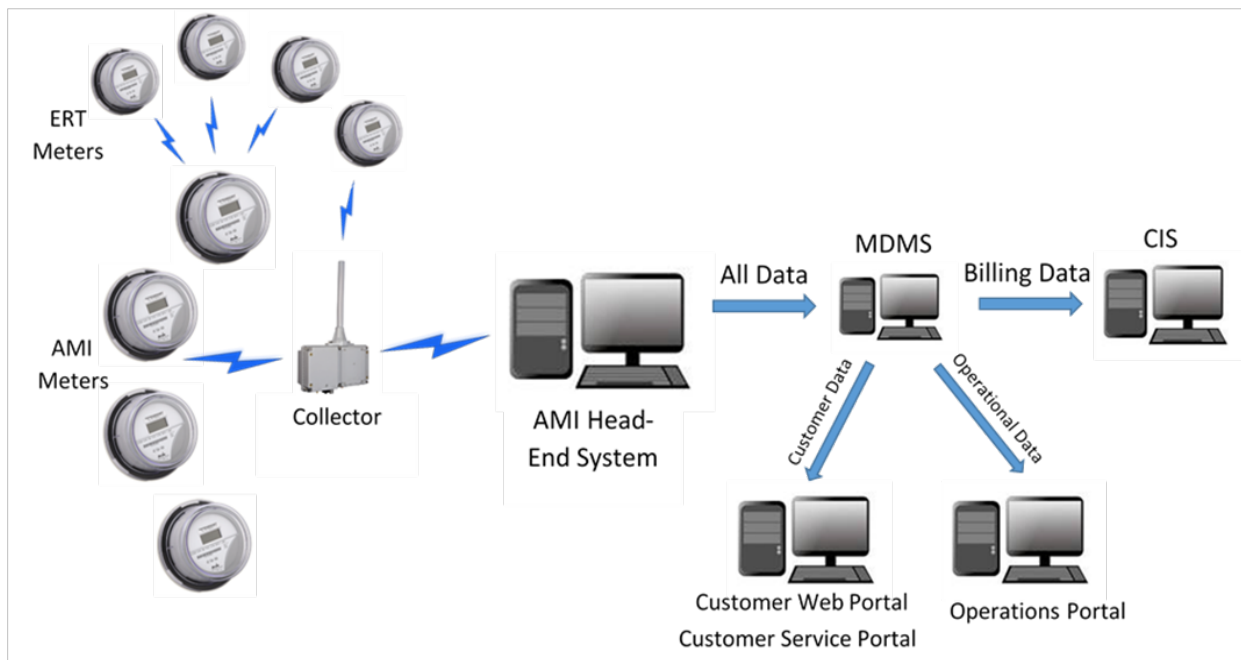 ERT
Meters
AMI
Meters
Collector
AMI Head-
End System
All Data
MDMS
Billing Data
CIS
Customer Data
Operational Data
Customer Web Portal
Customer Service Portal
Operations Portal